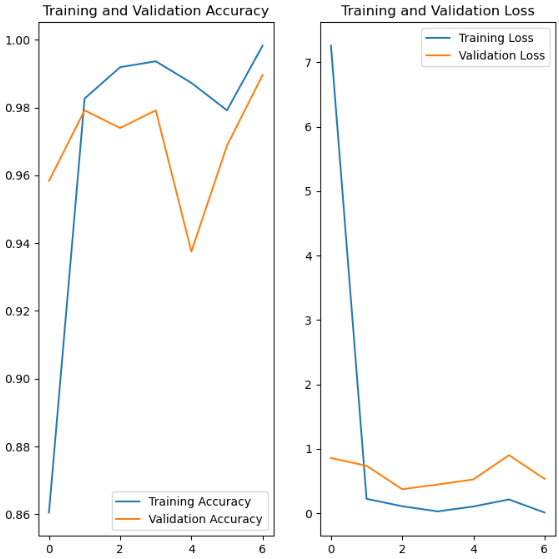 Training and Validation Accuracy
1.00
0.98
0.96
0.94
0.92
0.90
0.88
0.86
0 2 4 6
Training Accuracy
Validation Accuracy
Training and Validation Loss
7
6
5
4
3
2
1
0
0 2 4 6
Training Loss
Validation Loss